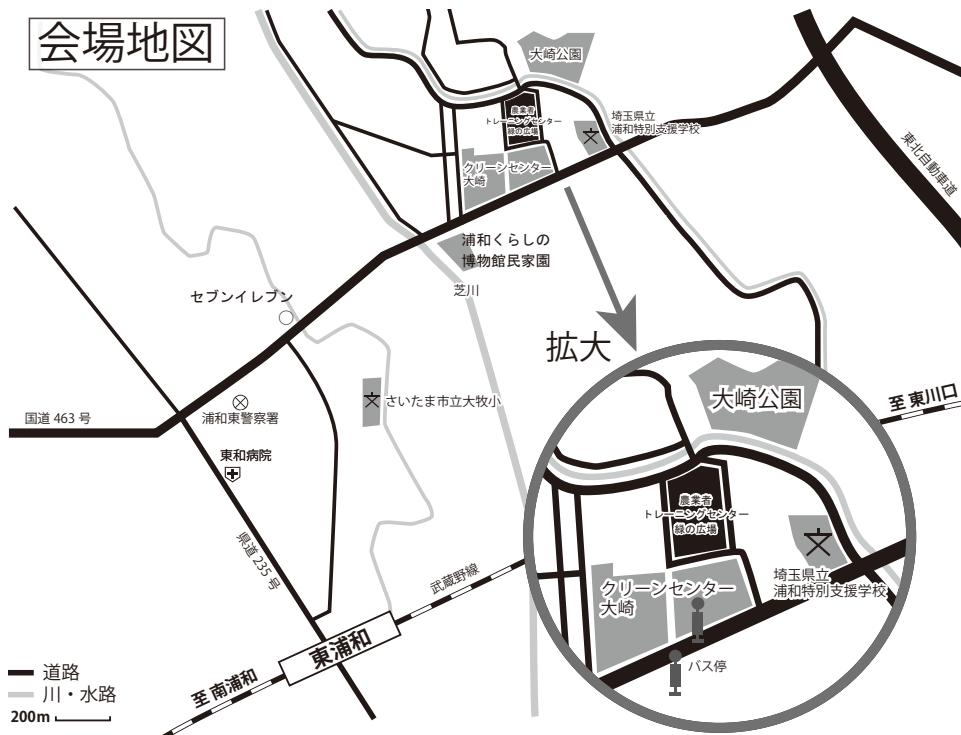 会場地図
大崎公園
農業者
トレーニングセンター
緑の広場
埼玉県立
浦和特別支援学校
クリーンセンター
大崎
東北自動車道
浦和くらしの
博物館民家園
芝川
セブンイレブン
拡大
国道 463 号
浦和東警察署
さいたま市立大牧小
東和病院
県道 235 号
武蔵野線
東浦和
至 南浦和
至 東川口
大崎公園
農業者
トレーニングセンター
緑の広場
埼玉県立
浦和特別支援学校
クリーンセンター
大崎
バス停
道路
川・水路
200m